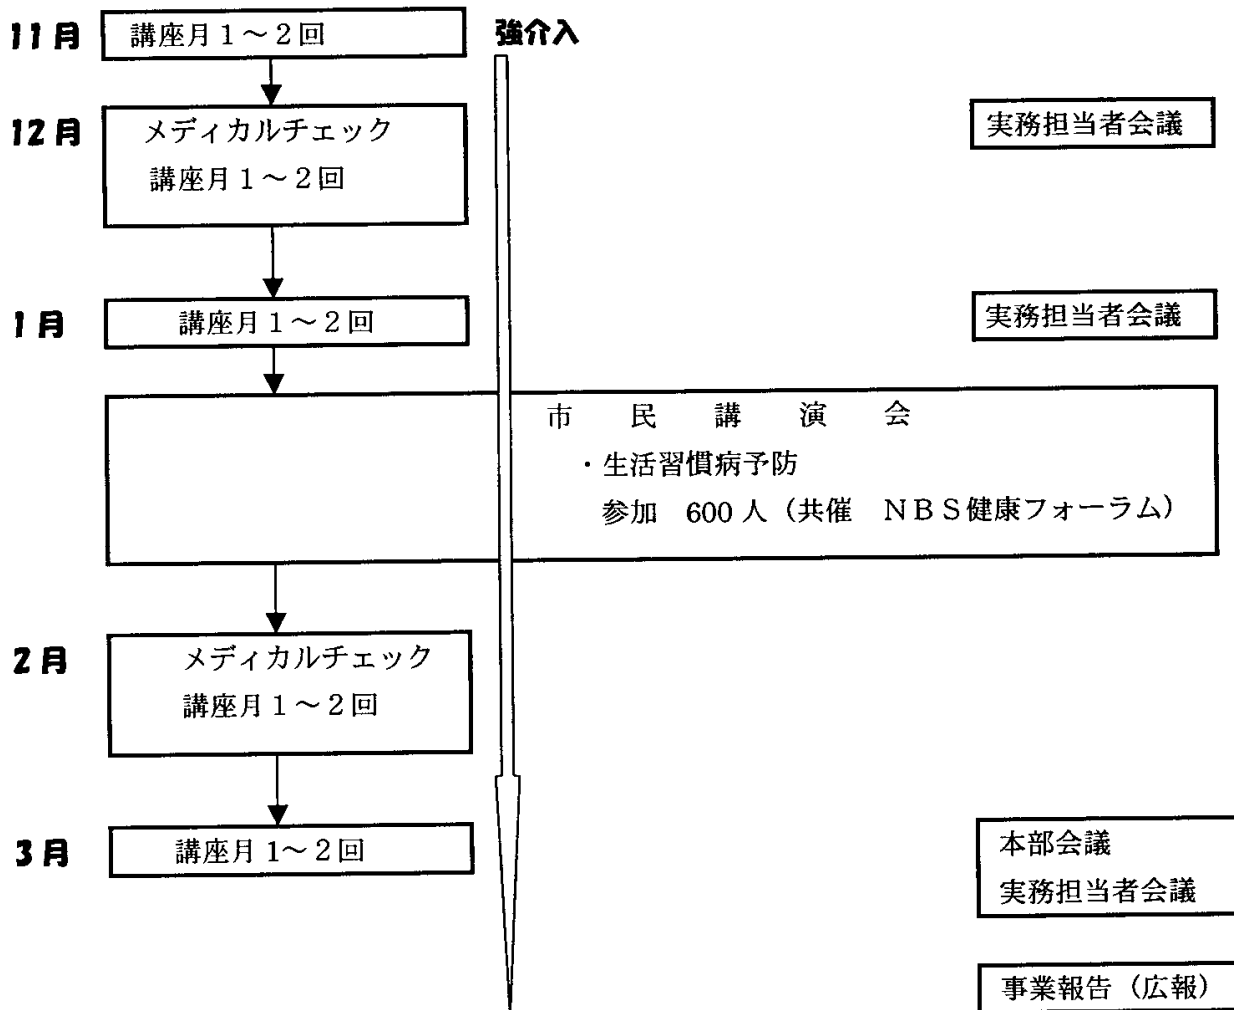 11月 講座月１～２回 強介入
12月 メディカルチェック 実務担当者会議
講座月１～２回
1月 講座月１～２回 実務担当者会議
市　民　講　演　会
・生活習慣病予防
参加　600人（共催　ＮＢＳ健康フォーラム）
2月 メディカルチェック
講座月１～２回
3月 講座月1～２回 本部会議
実務担当者会議
事業報告（広報）